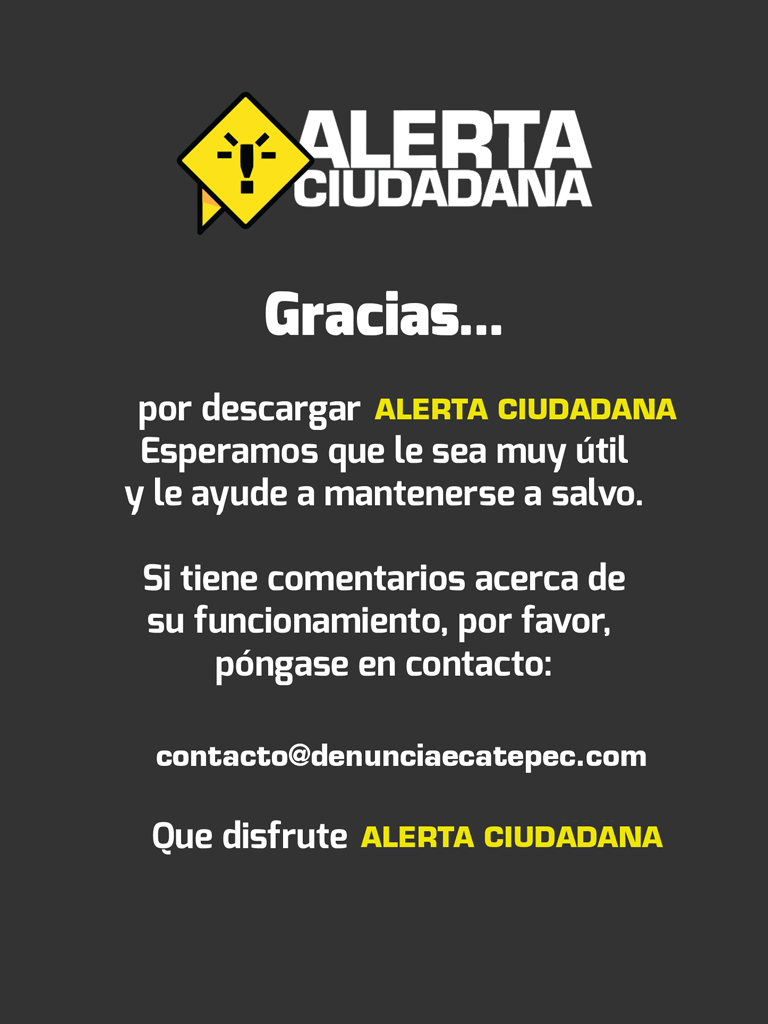 ALERTA
CIUDADANA
Gracias...
por descargar ALERTA CIUDADANA
Esperamos que le sea muy útil
y le ayude a mantenerse a salvo.
Si tiene comentarios acerca de
su funcionamiento, por favor,
póngase en contacto:
contacto@denunciaecatepec.com
Que disfrute ALERTA CIUDADANA